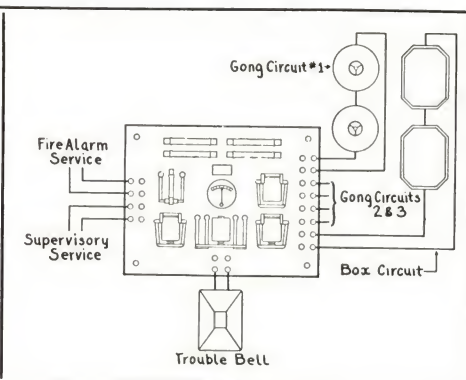 Gong Circuit #1
Fire Alarm
Service
Gong Circuits
2 & 3
Supervisory
Service
Box Circuit
Trouble Bell